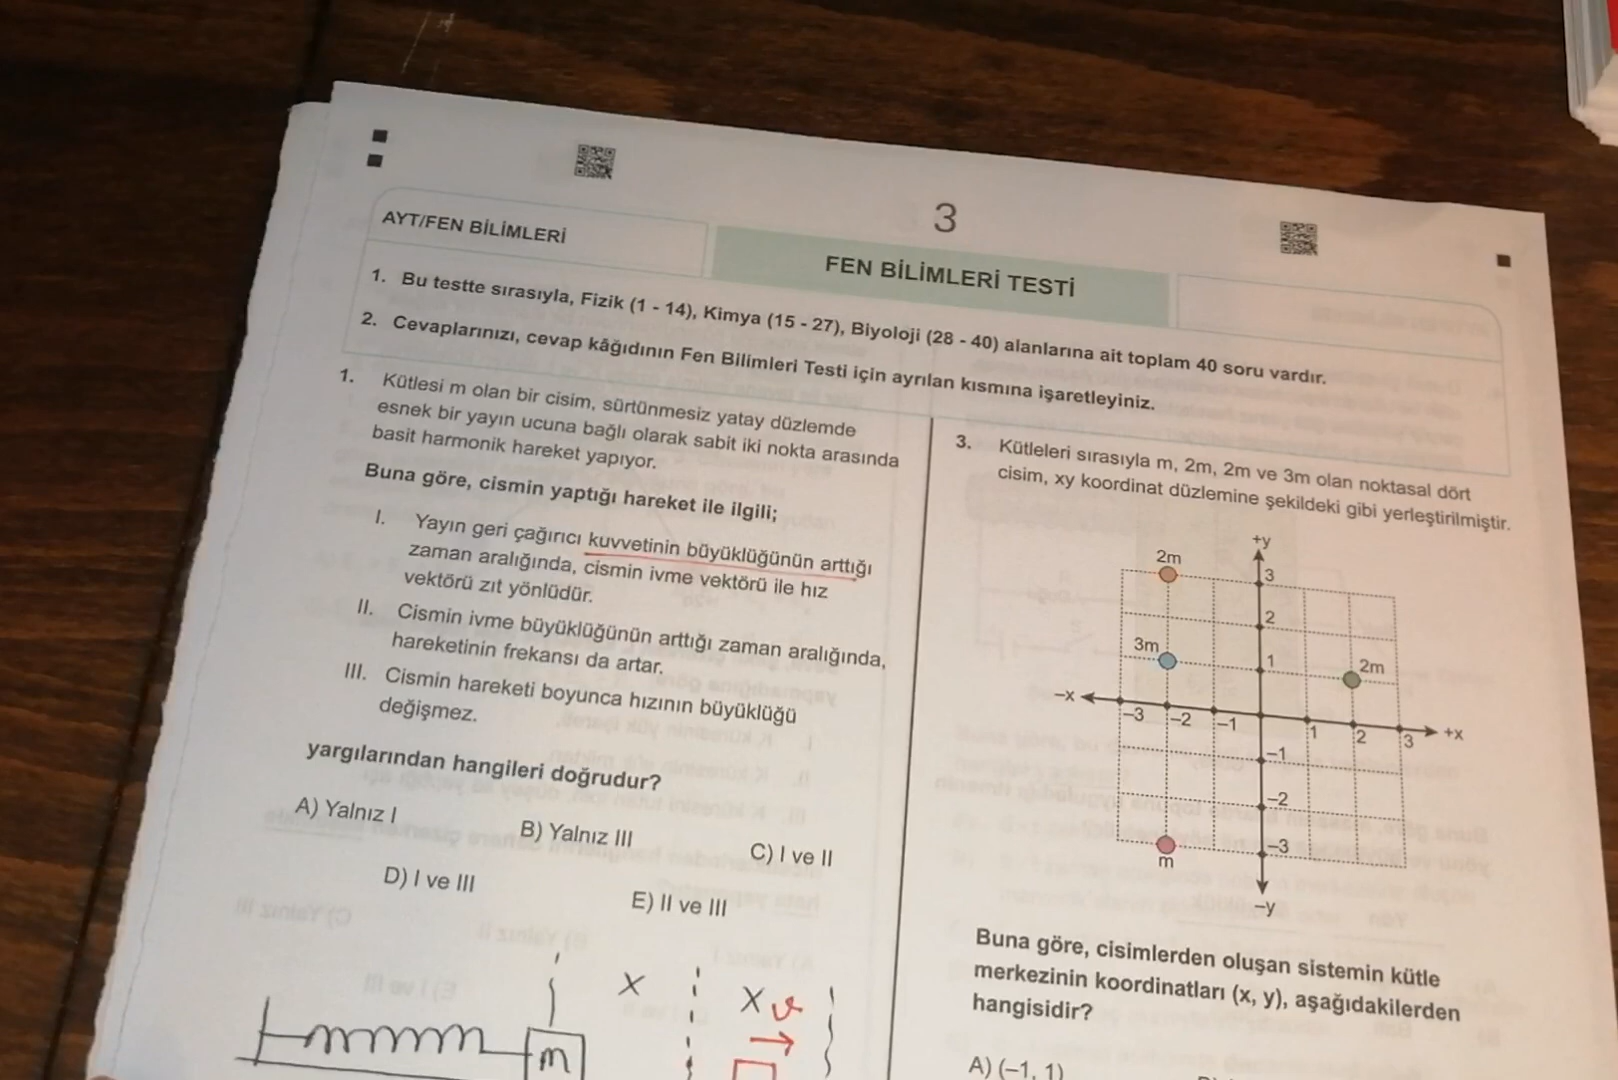 3
AYT/FEN BİLİMLERİ
FEN BİLİMLERİ TESTİ
1. Bu testte sırasıyla, Fizik (1 - 14), Kimya (15 - 27), Biyoloji (28 - 40) alanlarına ait toplam 40 soru vardır.
2. Cevaplarınızı, cevap kâğıdının Fen Bilimleri Testi için ayrılan kısmına işaretleyiniz.
1. Kütlesi m olan bir cisim, sürtünmesiz yatay düzlemde
esnek bir yayın ucuna bağlı olarak sabit iki nokta arasında
basit harmonik hareket yapıyor.
Buna göre, cismin yaptığı hareket ile ilgili;
I. Yayın geri çağırıcı kuvvetinin büyüklüğünün arttığı
zaman aralığında, cismin ivme vektörü ile hız
vektörü zıt yönlüdür.
II. Cismin ivme büyüklüğünün arttığı zaman aralığında,
hareketinin frekansı da artar.
III. Cismin hareketi boyunca hızının büyüklüğü
değişmez.
yargılarından hangileri doğrudur?
A) Yalnız I
B) Yalnız III
C) I ve II
D) I ve III
E) II ve III
x
x v
m
3. Kütleleri sırasıyla m, 2m, 2m ve 3m olan noktasal dört
cisim, xy koordinat düzlemine şekildeki gibi yerleştirilmiştir.
+y
2m
3
2
3m
1
2m
–x
–3 –2 –1
1 2 3
+x
–1
–2
–3
m
–y
Buna göre, cisimlerden oluşan sistemin kütle
merkezinin koordinatları (x, y), aşağıdakilerden
hangisidir?
A) (–1, 1)